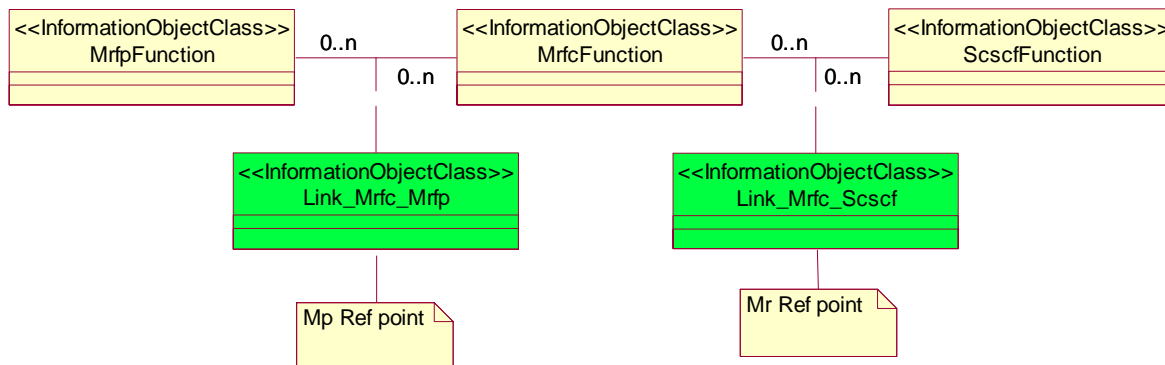 <<InformationObjectClass>>
MrfpFunction
0..n
0..n
<<InformationObjectClass>>
MrfcFunction
0..n
0..n
<<InformationObjectClass>>
ScscfFunction
<<InformationObjectClass>>
Link_Mrfc_Mrfp
<<InformationObjectClass>>
Link_Mrfc_Scscf
Mp Ref point
Mr Ref point